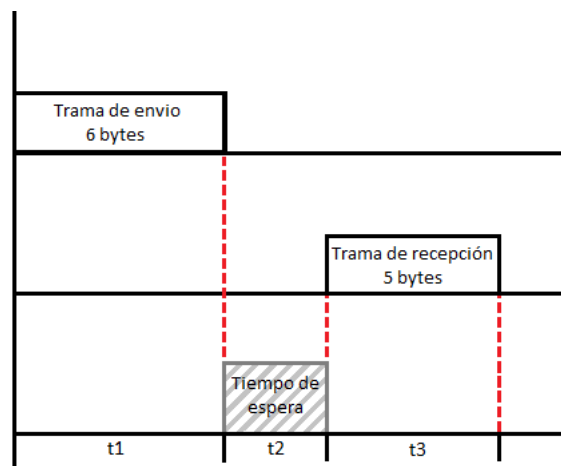 Trama de envio
6 bytes
Trama de recepción
5 bytes
Tiempo de
espera
t1
t2
t3